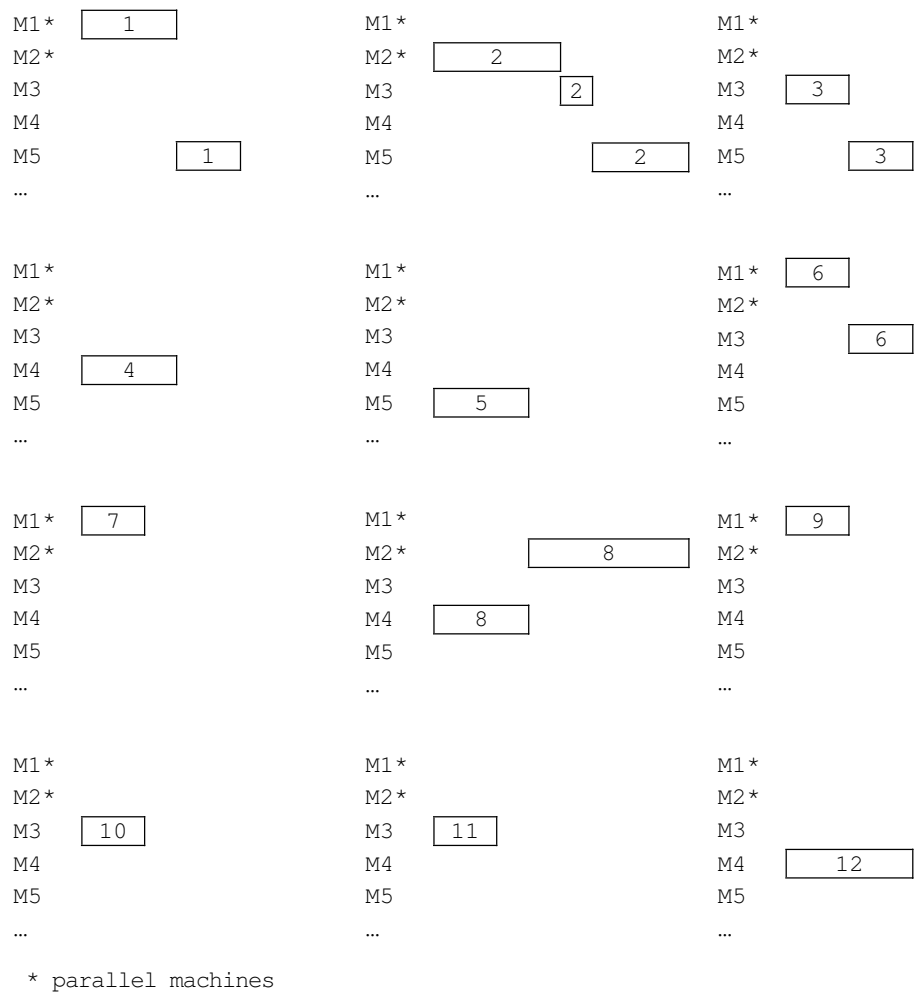 M1* 1 M1* M1*
M2* M2* 2 M2*
M3 M3 2 M3 3
M4 M4 M4
M5 1 M5 2 M5 3
… … …
M1* M1* M1* 6
M2* M2* M2*
M3 M3 M3 6
M4 4 M4 M4
M5 M5 5 M5
… … …
M1* 7 M1* M1* 9
M2* M2* 8 M2*
M3 M3 M3
M4 M4 8 M4
M5 M5 M5
… … …
M1* M1* M1*
M2* M2* M2*
M3 10 M3 11 M3
M4 M4 M4 12
M5 M5 M5
… … …
* parallel machines